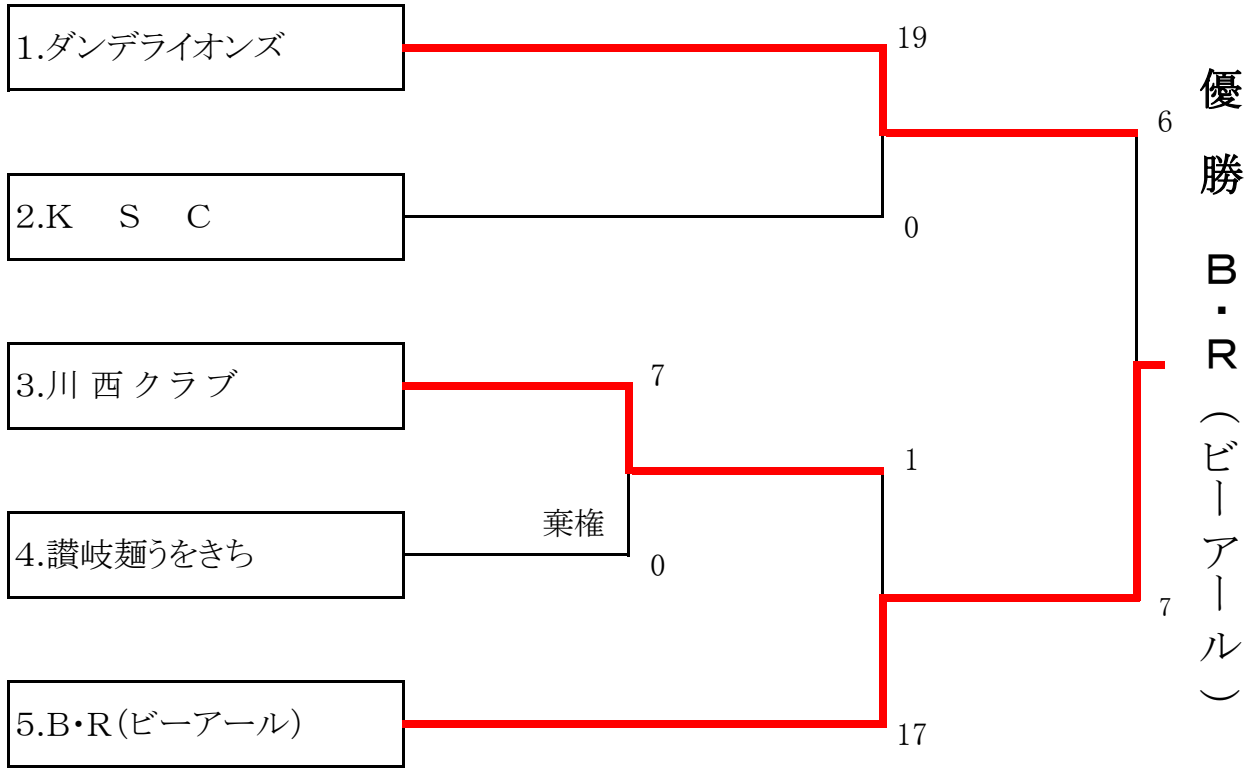 1.ダンデライオンズ
19
6
2.K S C
0
3.川 西 クラブ
7
1
4.讃岐麺うをきち
棄権
0
7
5.B・R(ビーアール)
17
優勝 B・R(ビーアール)